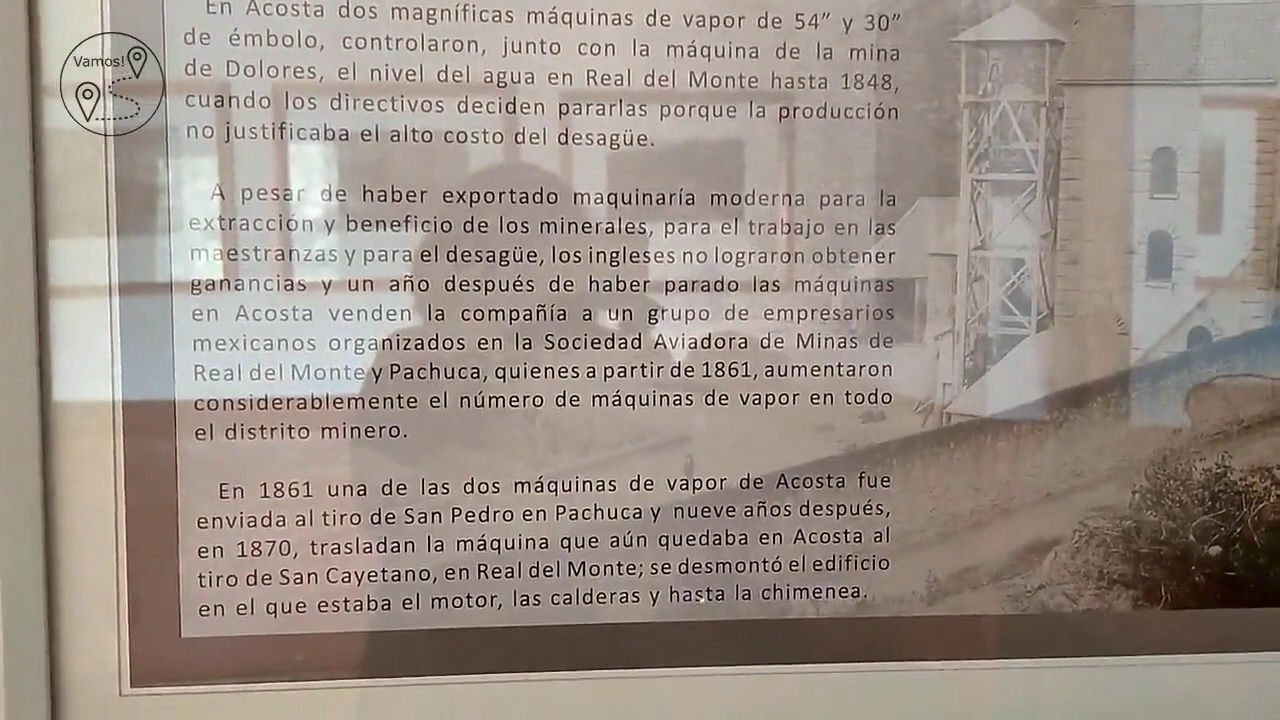 Vamos!
En Acosta dos magníficas máquinas de vapor de 54” y 30”
de émbolo, controlaron, junto con la máquina de la mina
de Dolores, el nivel del agua en Real del Monte hasta 1848,
cuando los directivos deciden pararlas porque la producción
no justificaba el alto costo del desagüe.
A pesar de haber exportado maquinaría moderna para la
extracción y beneficio de los minerales, para el trabajo en las
maestranzas y para el desagüe, los ingleses no lograron obtener
ganancias y un año después de haber parado las máquinas
en Acosta venden la compañía a un grupo de empresarios
mexicanos organizados en la Sociedad Aviadora de Minas de
Real del Monte y Pachuca, quienes a partir de 1861, aumentaron
considerablemente el número de máquinas de vapor en todo
el distrito minero.
En 1861 una de las dos máquinas de vapor de Acosta fue
enviada al tiro de San Pedro en Pachuca y nueve años después,
en 1870, trasladan la máquina que aún quedaba en Acosta al
tiro de San Cayetano, en Real del Monte; se desmontó el edificio
en el que estaba el motor, las calderas y hasta la chimenea.